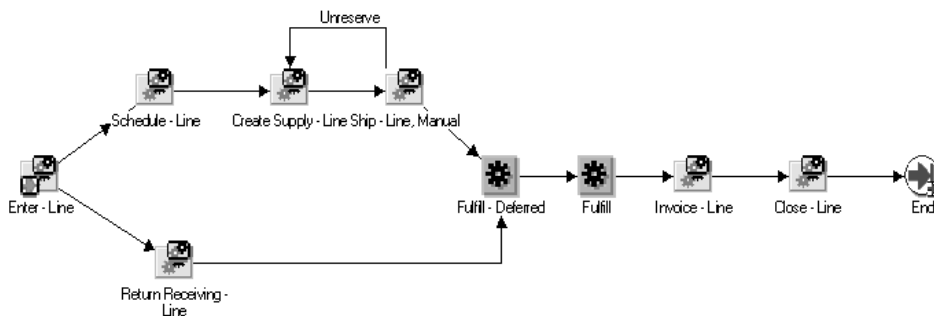 Unreserve
Schedule - Line
Create Supply - Line
Ship - Line, Manual
Enter - Line
Fulfill - Deferred
Fulfill
Invoice - Line
Close - Line
End
Return Receiving -
Line